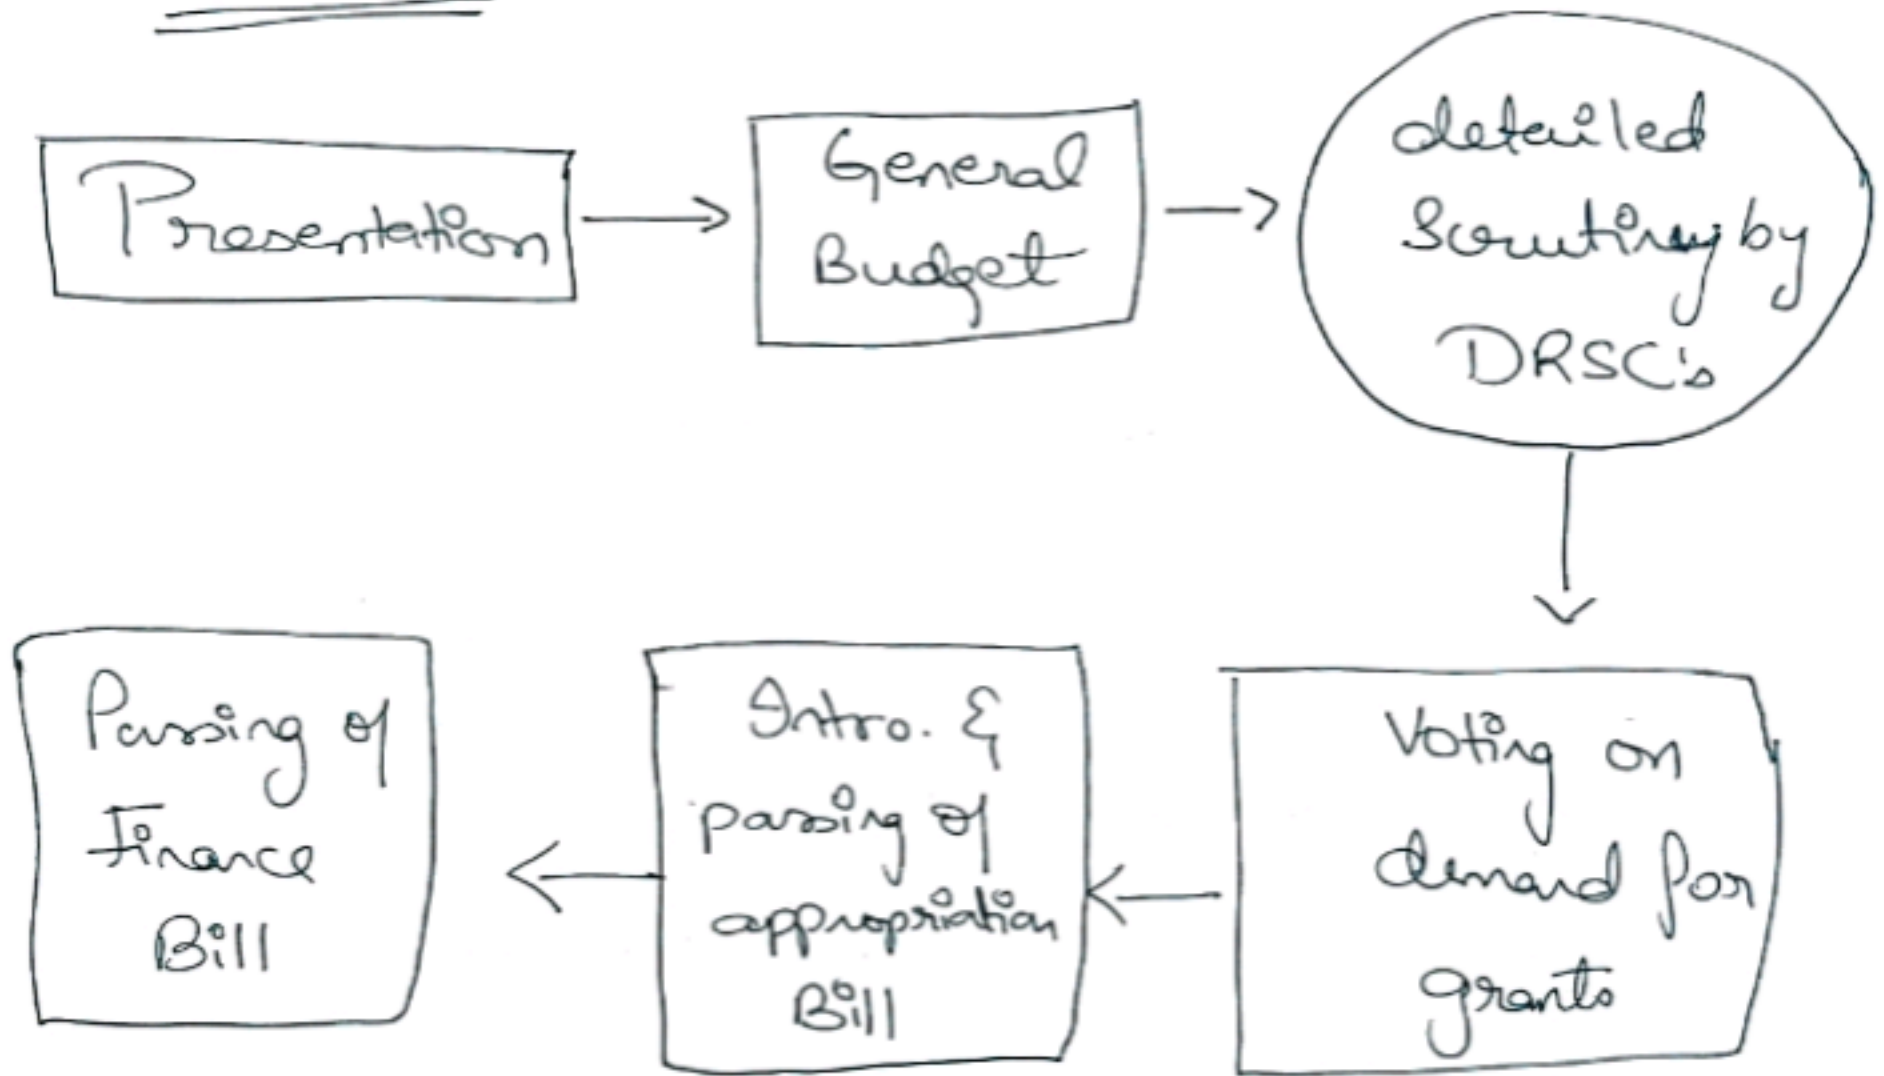 Presentation
General
Budget
detailed
Scrutiny by
DRSC's
Voting on
demand for
grants
Intro. &
passing of
appropriation
Bill
Passing of
Finance
Bill